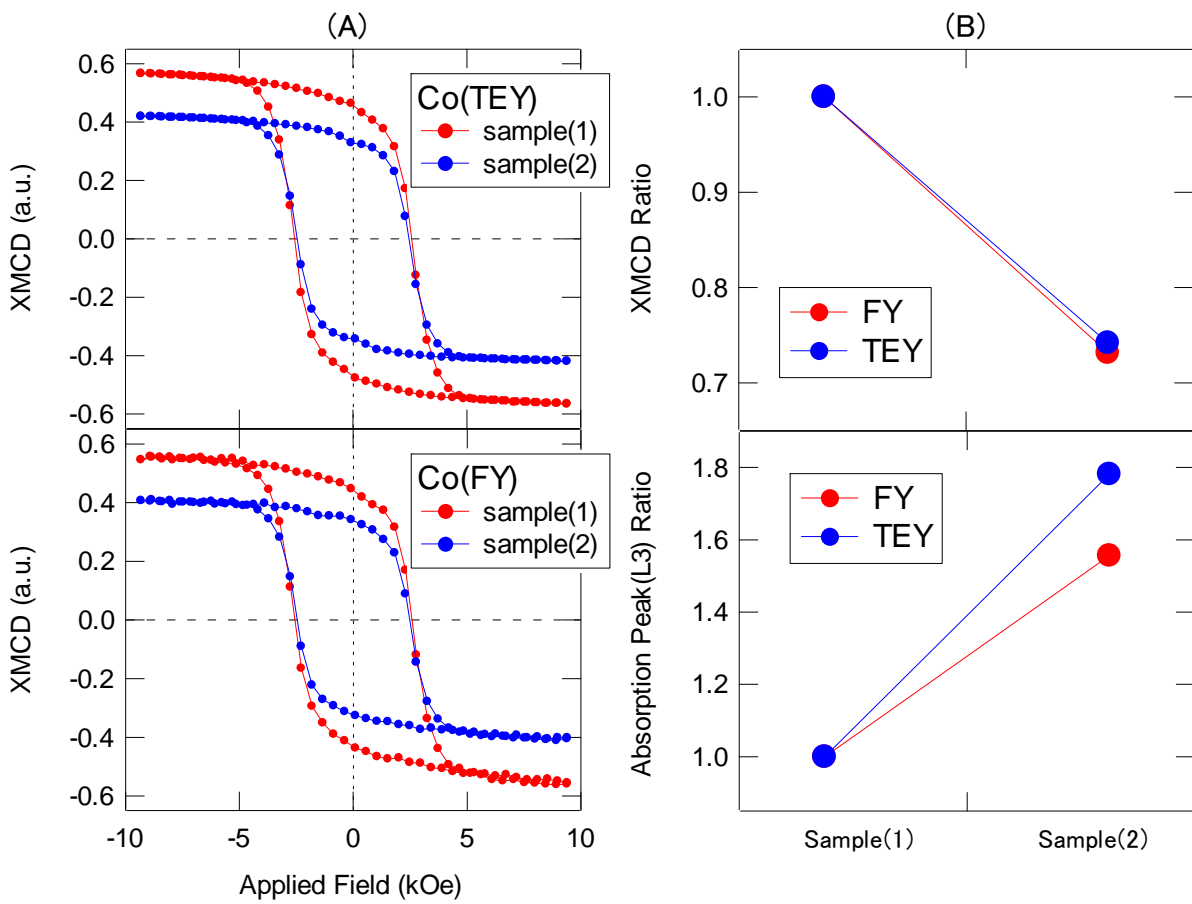 (A)
XMCD (a.u.)
0.6
0.4
0.2
0.0
-0.2
-0.4
-0.6
Co(TEY)
sample(1)
sample(2)
XMCD (a.u.)
0.6
0.4
0.2
0.0
-0.2
-0.4
-0.6
Co(FY)
sample(1)
sample(2)
-10 -5 0 5 10
Applied Field (kOe)
(B)
XMCD Ratio
1.0
0.9
0.8
0.7
FY
TEY
Absorption Peak(L3) Ratio
1.8
1.6
1.4
1.2
1.0
FY
TEY
Sample(1) Sample(2)